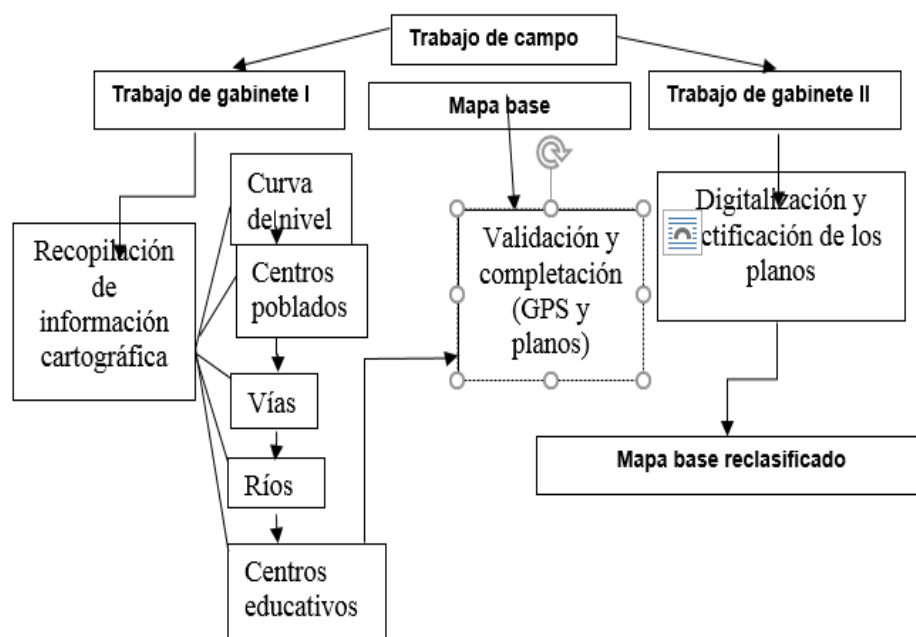 Trabajo de campo
Trabajo de gabinete I
Mapa base
Trabajo de gabinete II
Recopilación
de
información
cartográfica
Curva
de nivel
Centros
poblados
Vías
Ríos
Centros
educativos
Validación y
completación
(GPS y
planos)
Digitalización y
ctificación de los
planos
Mapa base reclasificado